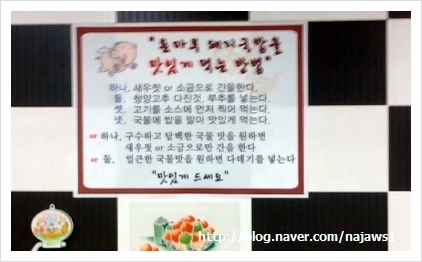 "돈마루 돼지국밥을
맛있게 먹는 방법"
하나, 새우젓 or 소금으로 간을한다.
둘, 청양고추 다진것, 부추를 넣는다.
셋, 고기를 소스에 먼저 찍어 먹는다.
넷, 국물에 밥을 말아 맛있게 먹는다.
☞ 하나, 구수하고 담백한 국물 맛을 원하면
새우젓 or 소금으로만 간을 한다
☞ 둘, 얼큰한 국물맛을 원하면 다데기를 넣는다
"맛있게 드세요"
http://blog.naver.com/najaws1